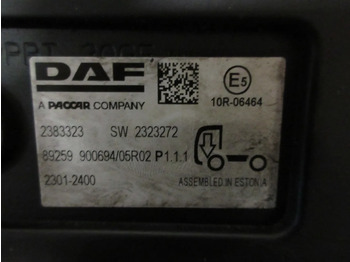 DAF
A PACCAR COMPANY
E5
10R-06464
2383323 SW 2323272
89259 900694/05R02 P1.1.1
2301-2400
ASSEMBLED IN ESTONIA